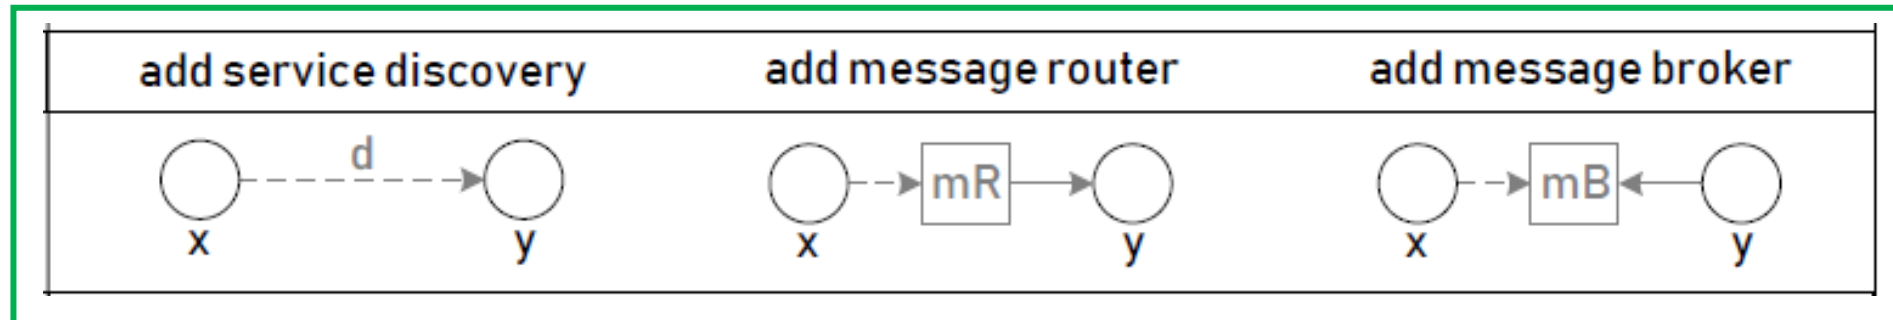 add service discovery add message router add message broker
d
mR mB
x y x y x y